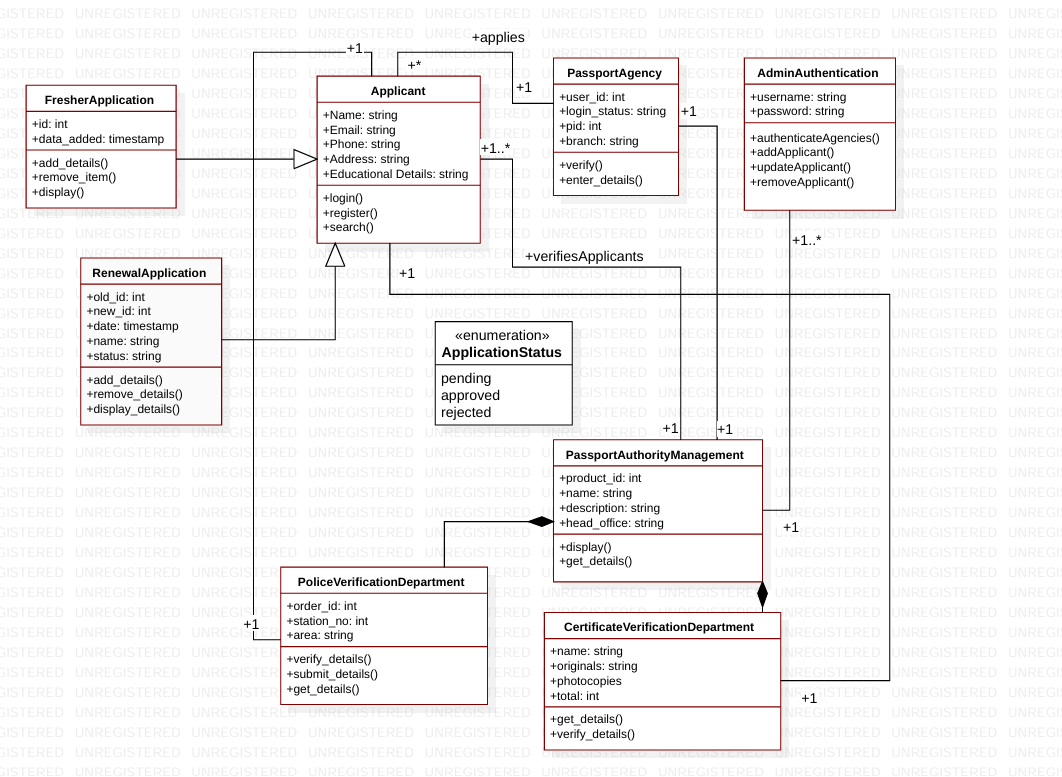 +applies
+1
+*
+1
FresherApplication
+id: int
+data_added: timestamp
+add_details()
+remove_item()
+display()
Applicant
+Name: string
+Email: string
+Phone: string
+Address: string
+Educational Details: string
+login()
+register()
+search()
+1..*
PassportAgency
+user_id: int
+login_status: string
+pid: int
+branch: string
+verify()
+enter_details()
+1
AdminAuthentication
+username: string
+password: string
+authenticateAgencies()
+addApplicant()
+updateApplicant()
+removeApplicant()
+1..*
+verifiesApplicants
+1
RenewalApplication
+old_id: int
+new_id: int
+date: timestamp
+name: string
+status: string
+add_details()
+remove_details()
+display_details()
«enumeration»
ApplicationStatus
pending
approved
rejected
+1
+1
PassportAuthorityManagement
+product_id: int
+name: string
+description: string
+head_office: string
+display()
+get_details()
+1
PoliceVerificationDepartment
+order_id: int
+station_no: int
+area: string
+verify_details()
+submit_details()
+get_details()
+1
CertificateVerificationDepartment
+name: string
+originals: string
+photocopies
+total: int
+get_details()
+verify_details()
+1
UNREGISTERED